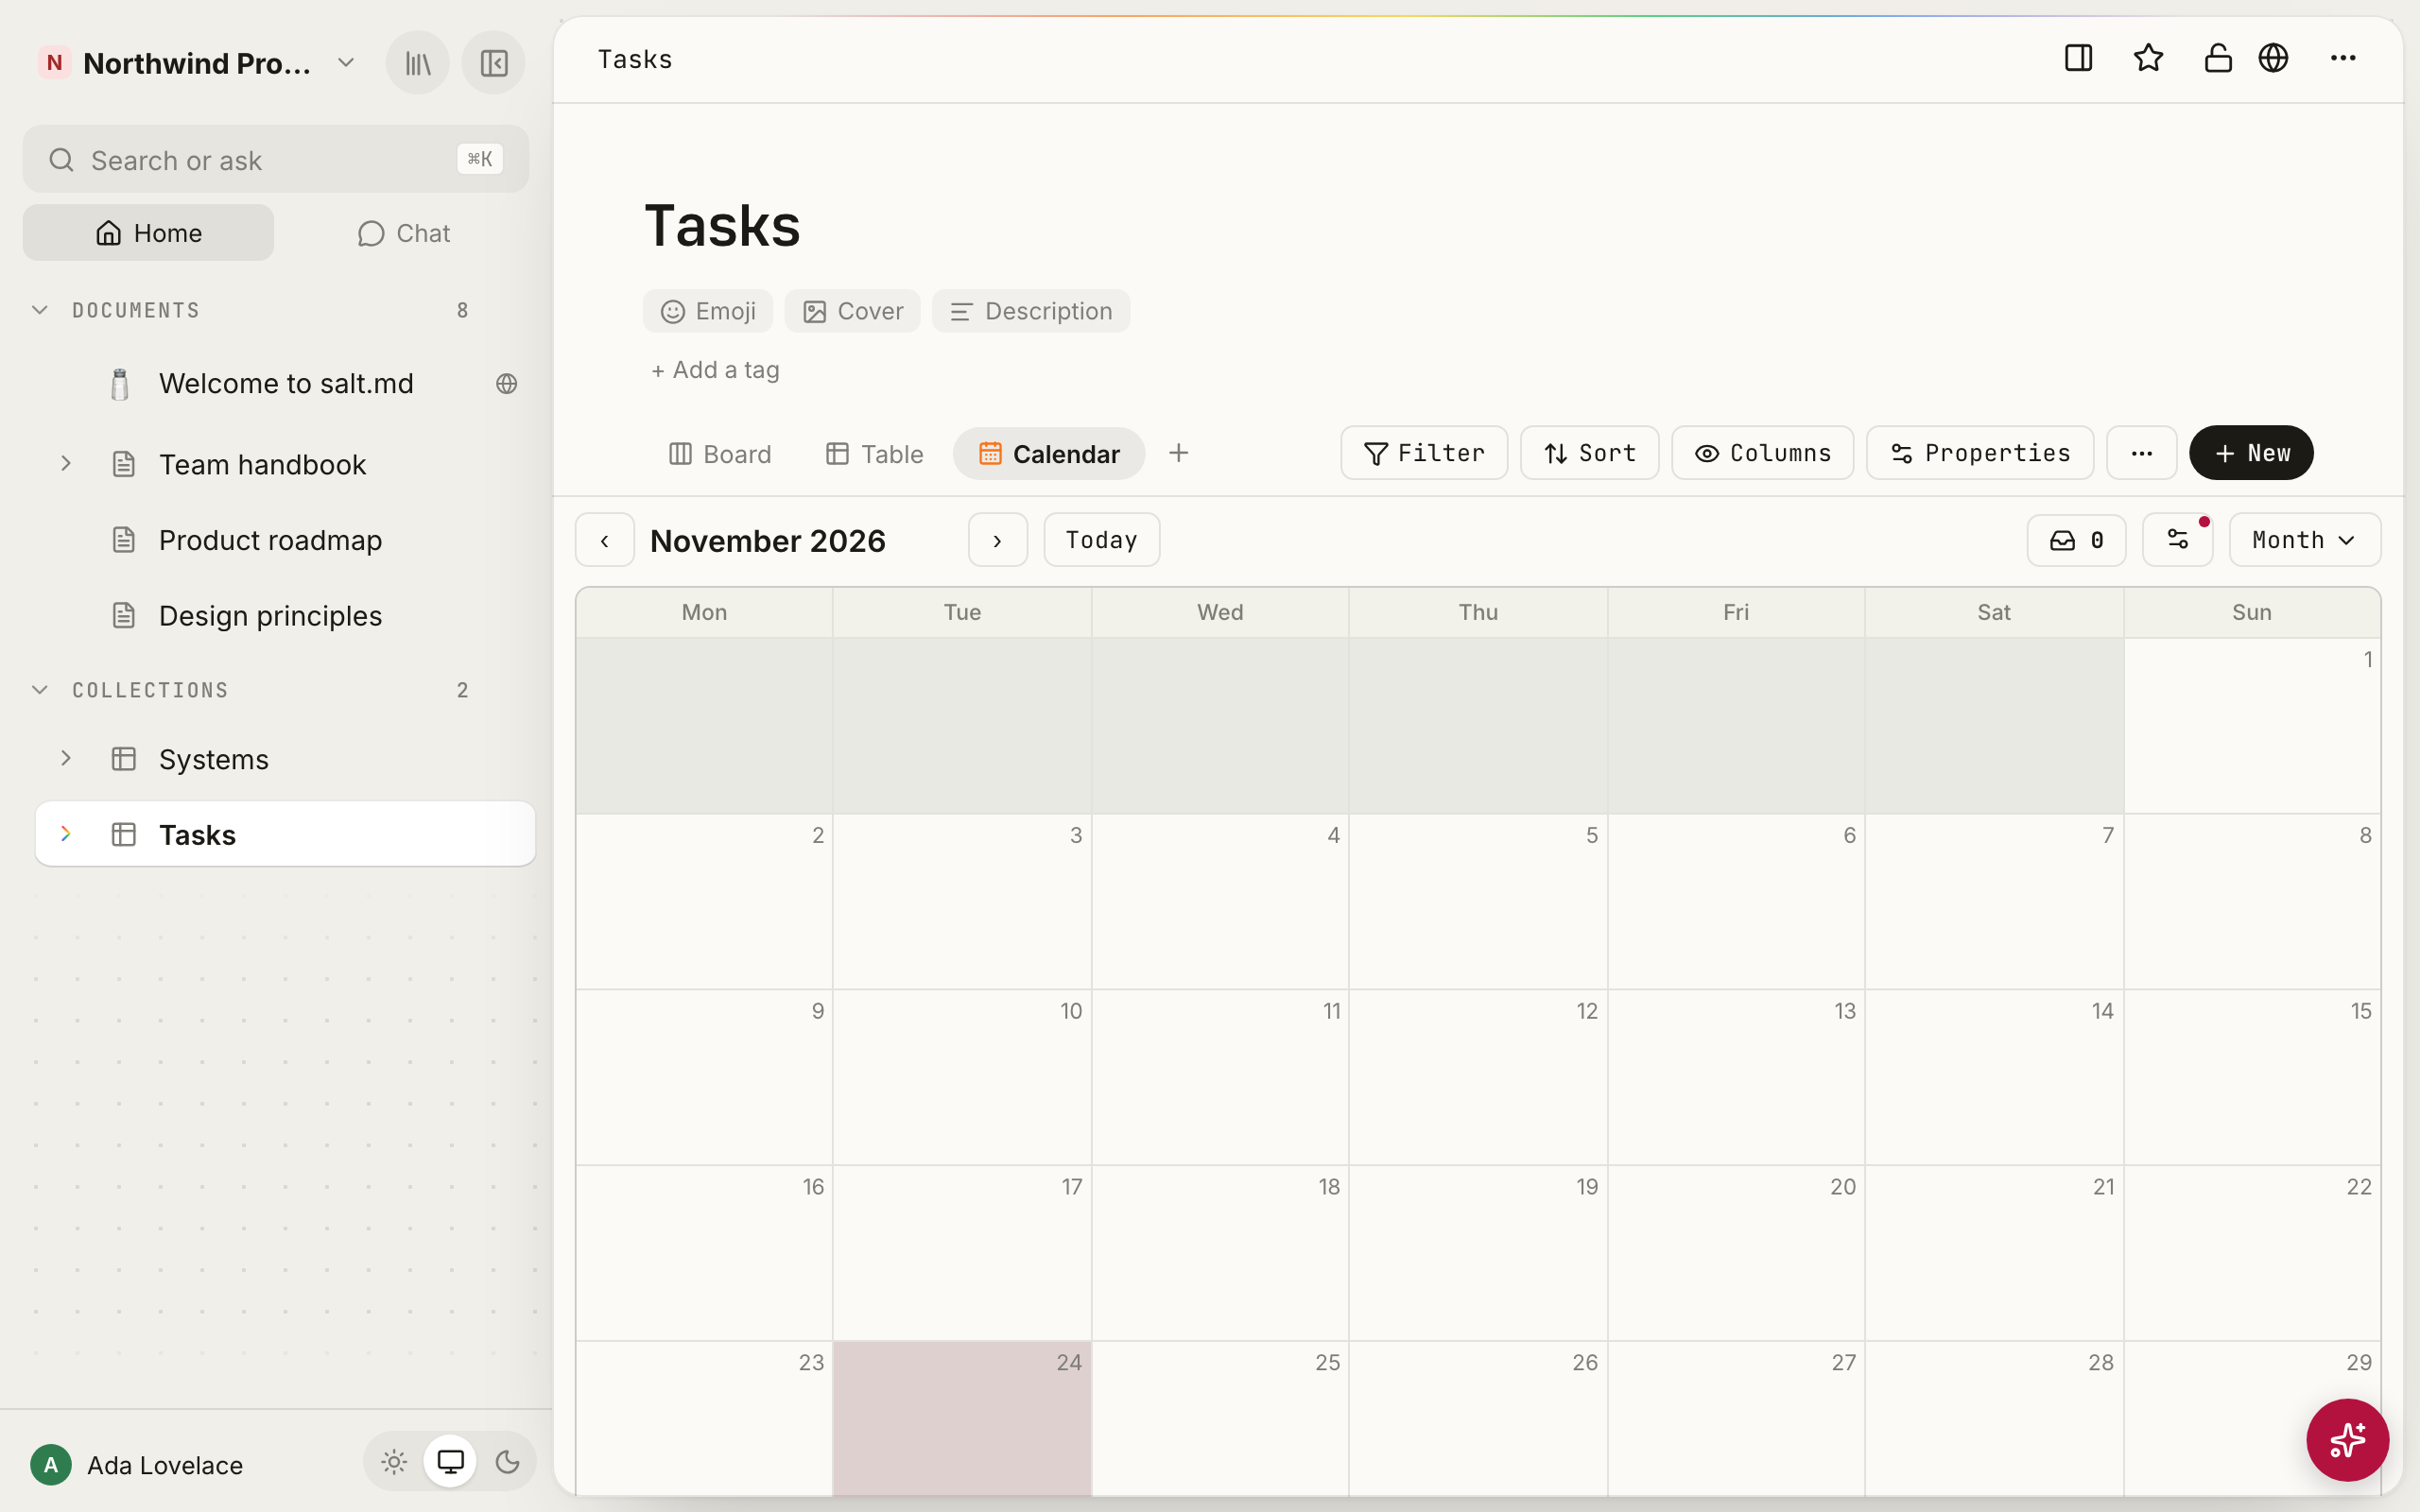 N Northwind Pro...
Search or ask ⌘K
Home Chat
DOCUMENTS 8
Welcome to salt.md
Team handbook
Product roadmap
Design principles
COLLECTIONS 2
Systems
Tasks
A Ada Lovelace
Tasks
Tasks
Emoji Cover Description
+ Add a tag
Board Table Calendar +
Filter Sort Columns Properties ... + New
‹ November 2026 › Today
0 Month
Mon Tue Wed Thu Fri Sat Sun
1
2 3 4 5 6 7 8
9 10 11 12 13 14 15
16 17 18 19 20 21 22
23 24 25 26 27 28 29